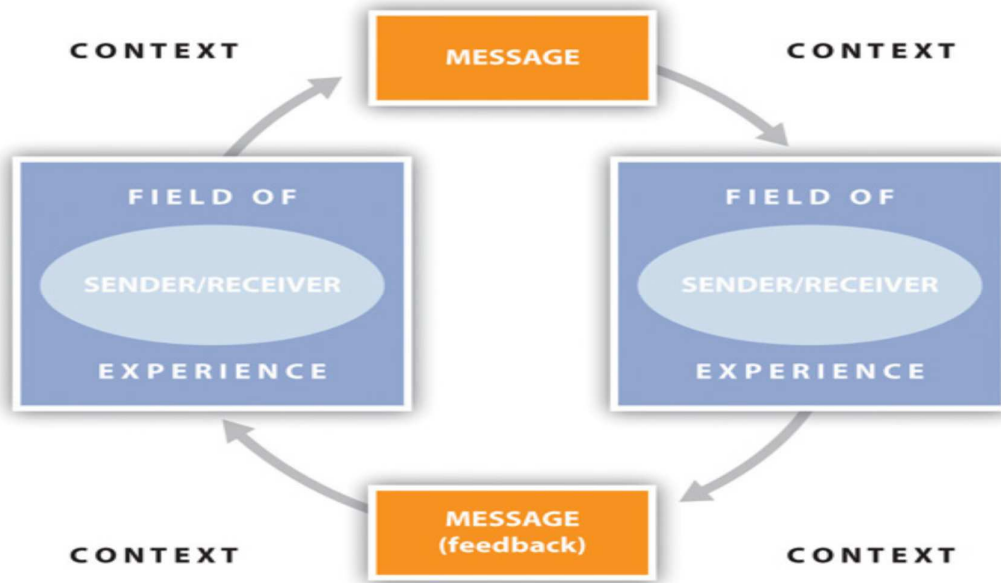 CONTEXT
MESSAGE
CONTEXT
FIELD OF
SENDER/RECEIVER
EXPERIENCE
FIELD OF
SENDER/RECEIVER
EXPERIENCE
MESSAGE
(feedback)
CONTEXT
CONTEXT